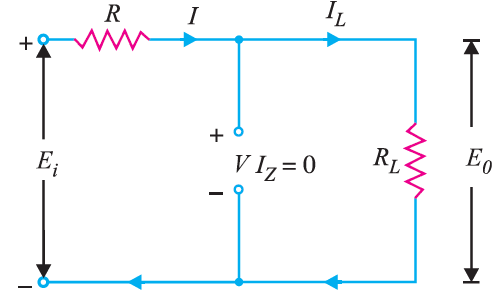 R I I_L
+
+
E_i V I_Z = 0 R_L E_0
−
−